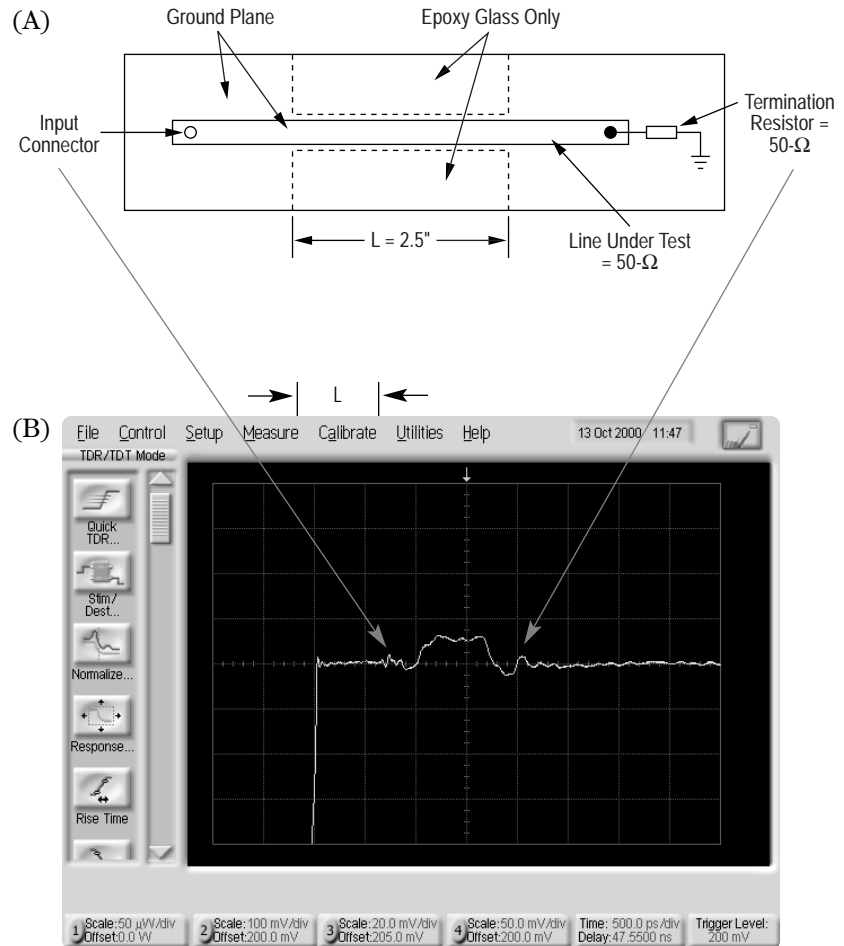 (A)
Ground Plane
Epoxy Glass Only
Input
Connector
Termination
Resistor =
50-Ω
L = 2.5"
Line Under Test
= 50-Ω
L
(B)
File Control Setup Measure Calibrate Utilities Help 13 Oct 2000 11:47
TDR/TDT Mode
Quick
TDR...
Stim/
Dest...
Normalize...
Response...
Rise Time
1 Scale:50 µW/div
Offset:0.0 W
2 Scale:100 mV/div
Offset:200.0 mV
3 Scale:20.0 mV/div
Offset:205.0 mV
4 Scale:50.0 mV/div
Offset:200.0 mV
Time: 500.0 ps/div
Delay:47.5500 ns
Trigger Level:
200 mV